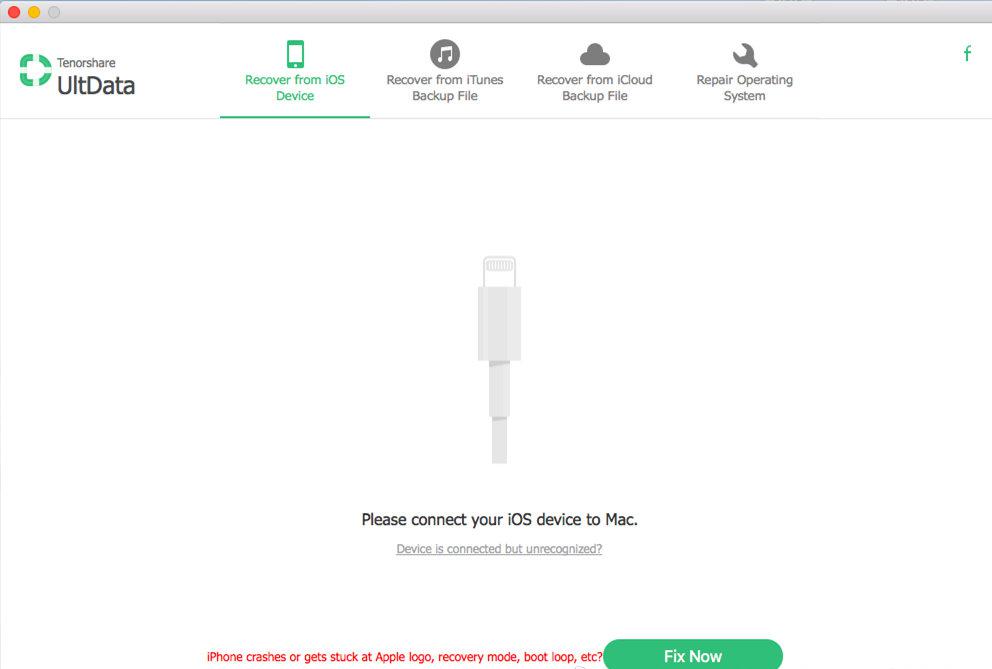 Tenorshare
UltData
Recover from iOS
Device
Recover from iTunes
Backup File
Recover from iCloud
Backup File
Repair Operating
System
f
Please connect your iOS device to Mac.
Device is connected but unrecognized?
iPhone crashes or gets stuck at Apple logo, recovery mode, boot loop, etc?
Fix Now